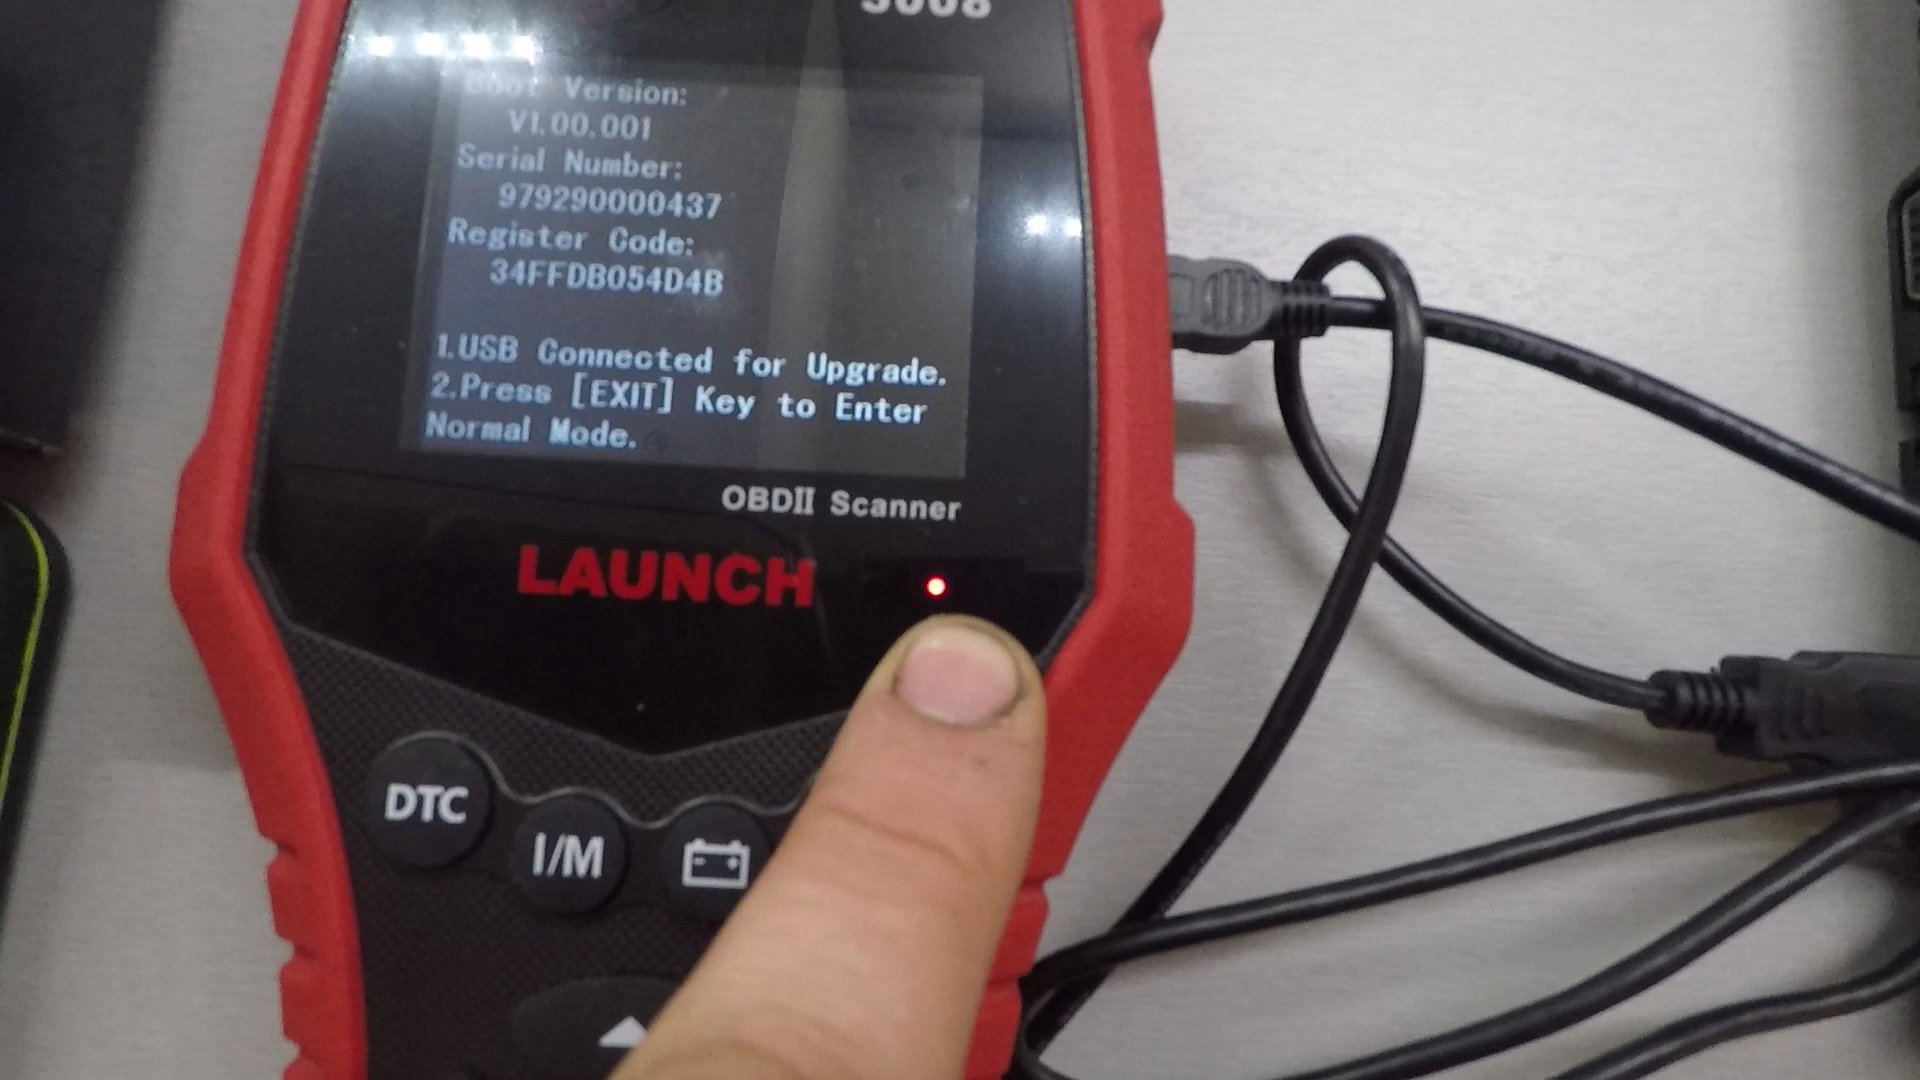 3008
Boot Version:
V1.00.001
Serial Number:
979290000437
Register Code:
34FFDB054D4B
1.USB Connected for Upgrade.
2.Press [EXIT] Key to Enter
Normal Mode.
OBDII Scanner
LAUNCH
DTC
I/M